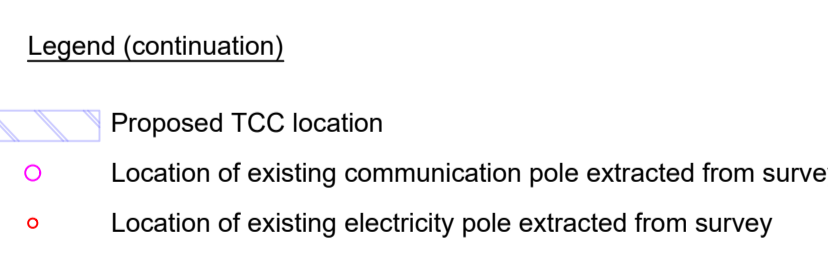 Legend (continuation)
Proposed TCC location
Location of existing communication pole extracted from surve
Location of existing electricity pole extracted from survey